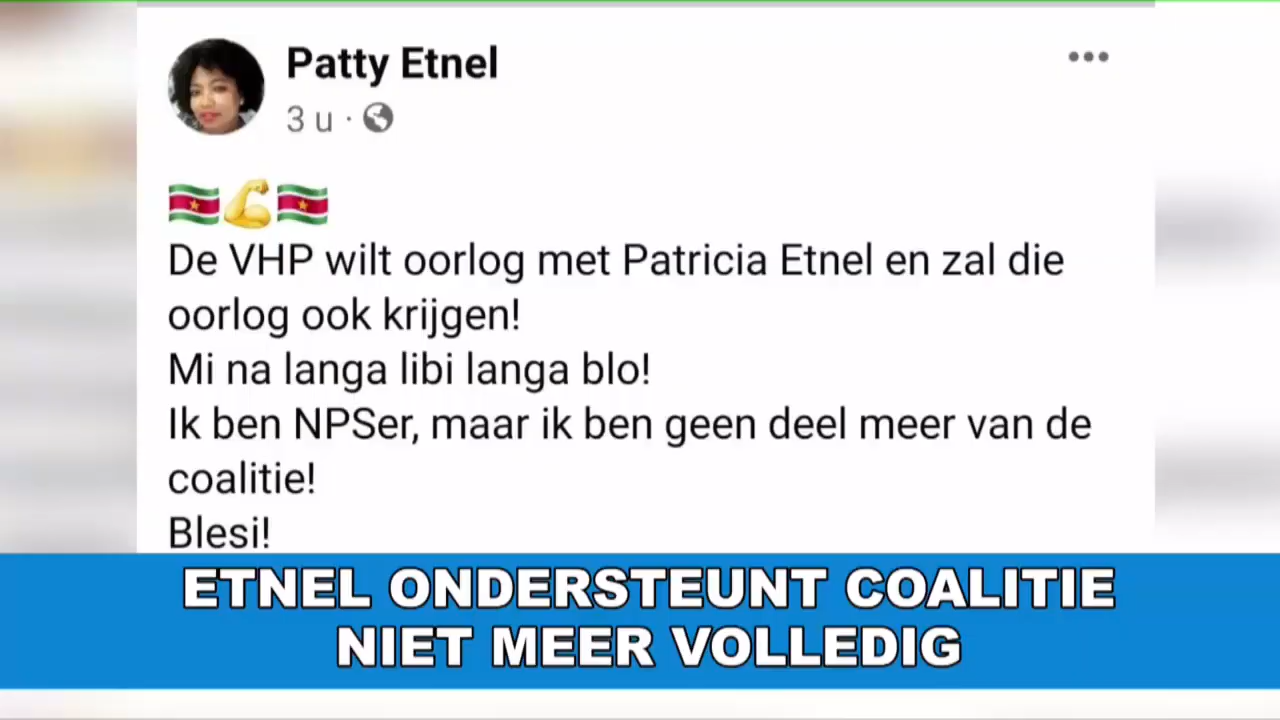 Patty Etnel
3 u ·
🇸🇷💪🇸🇷
De VHP wilt oorlog met Patricia Etnel en zal die
oorlog ook krijgen!
Mi na langa libi langa blo!
Ik ben NPSer, maar ik ben geen deel meer van de
coalitie!
Blesi!
ETNEL ONDERSTEUNT COALITIE
NIET MEER VOLLEDIG